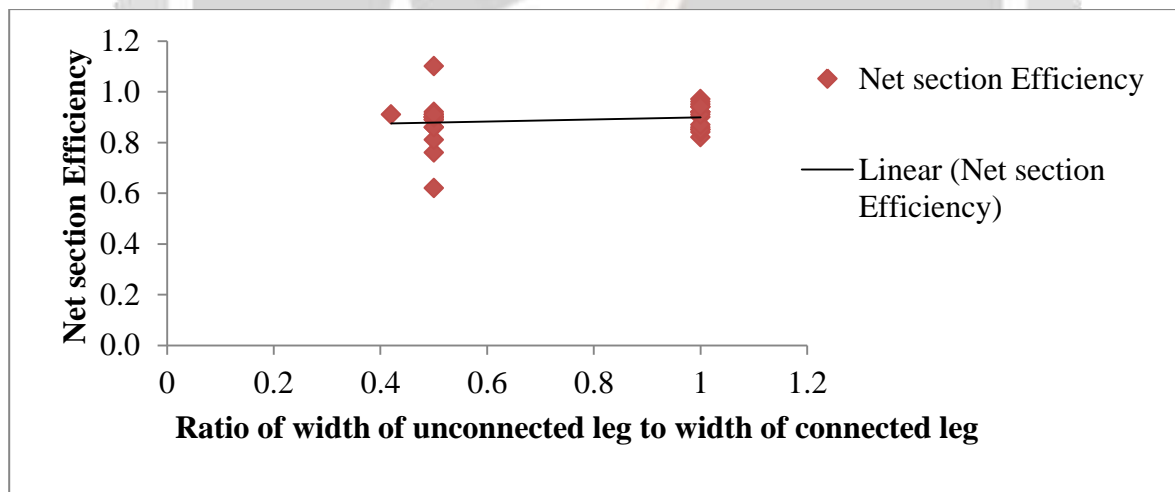 Net section Efficiency
1.2
1.0
0.8
0.6
0.4
0.2
0.0
0
0.2
0.4
0.6
0.8
1
1.2
Ratio of width of unconnected leg to width of connected leg
Net section Efficiency
Linear (Net section
Efficiency)